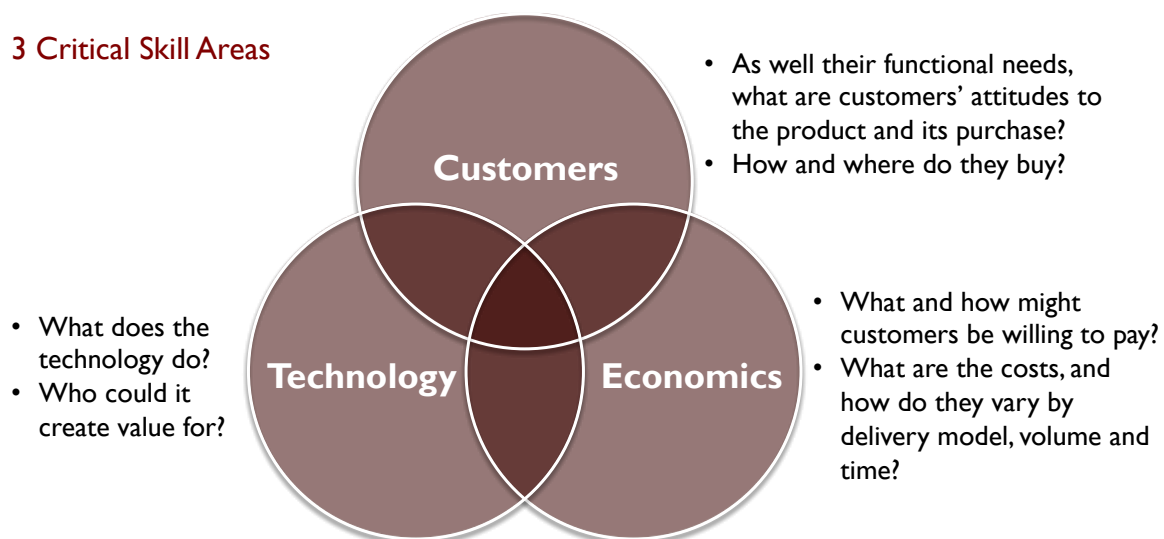 3 Critical Skill Areas
• As well their functional needs,
what are customers' attitudes to
the product and its purchase?
• How and where do they buy?
Customers
• What does the
technology do?
• Who could it
create value for?
Technology
Economics
• What and how might
customers be willing to pay?
• What are the costs, and
how do they vary by
delivery model, volume and
time?